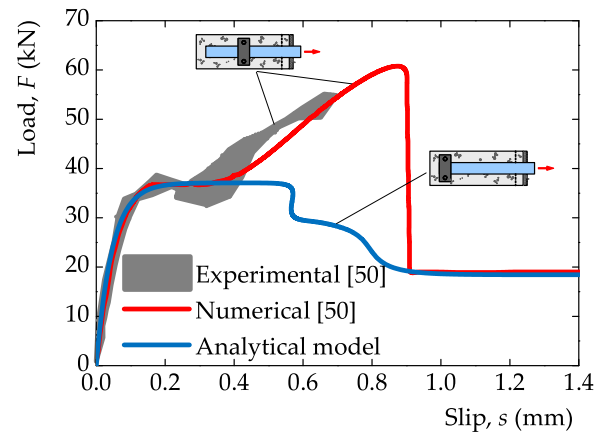 Load, F (kN)
70
60
50
40
30
20
10
0
Experimental [50]
Numerical [50]
Analytical model
0.0 0.2 0.4 0.6 0.8 1.0 1.2 1.4
Slip, s (mm)